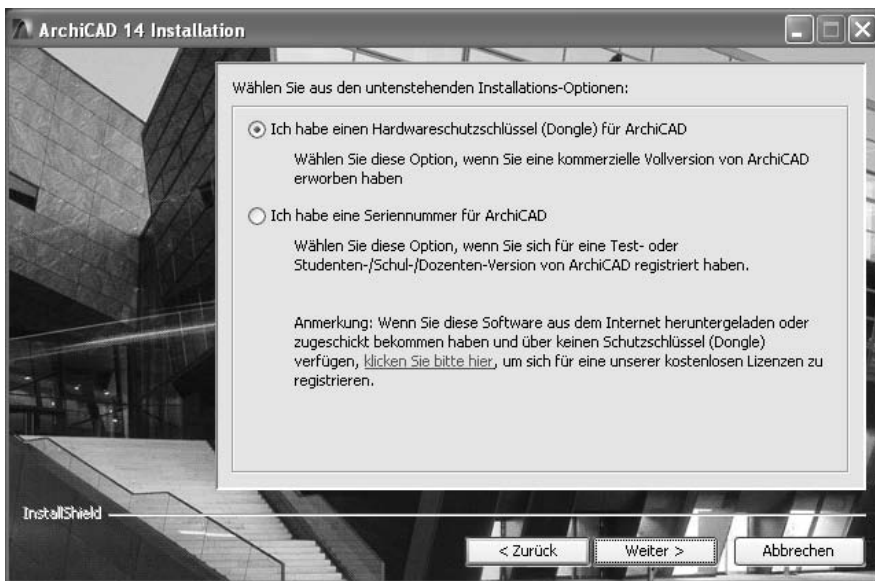 ArchiCAD 14 Installation
Wählen Sie aus den untenstehenden Installations-Optionen:
Ich habe einen Hardwareschutzschlüssel (Dongle) für ArchiCAD
Wählen Sie diese Option, wenn Sie eine kommerzielle Vollversion von ArchiCAD
erworben haben
Ich habe eine Seriennummer für ArchiCAD
Wählen Sie diese Option, wenn Sie sich für eine Test- oder
Studenten-/Schul-/Dozenten-Version von ArchiCAD registriert haben.
Anmerkung: Wenn Sie diese Software aus dem Internet heruntergeladen oder
zugeschickt bekommen haben und über keinen Schutzschlüssel (Dongle)
verfügen, klicken Sie bitte hier, um sich für eine unserer kostenlosen Lizenzen zu
registrieren.
InstallShield
< Zurück
Weiter >
Abbrechen